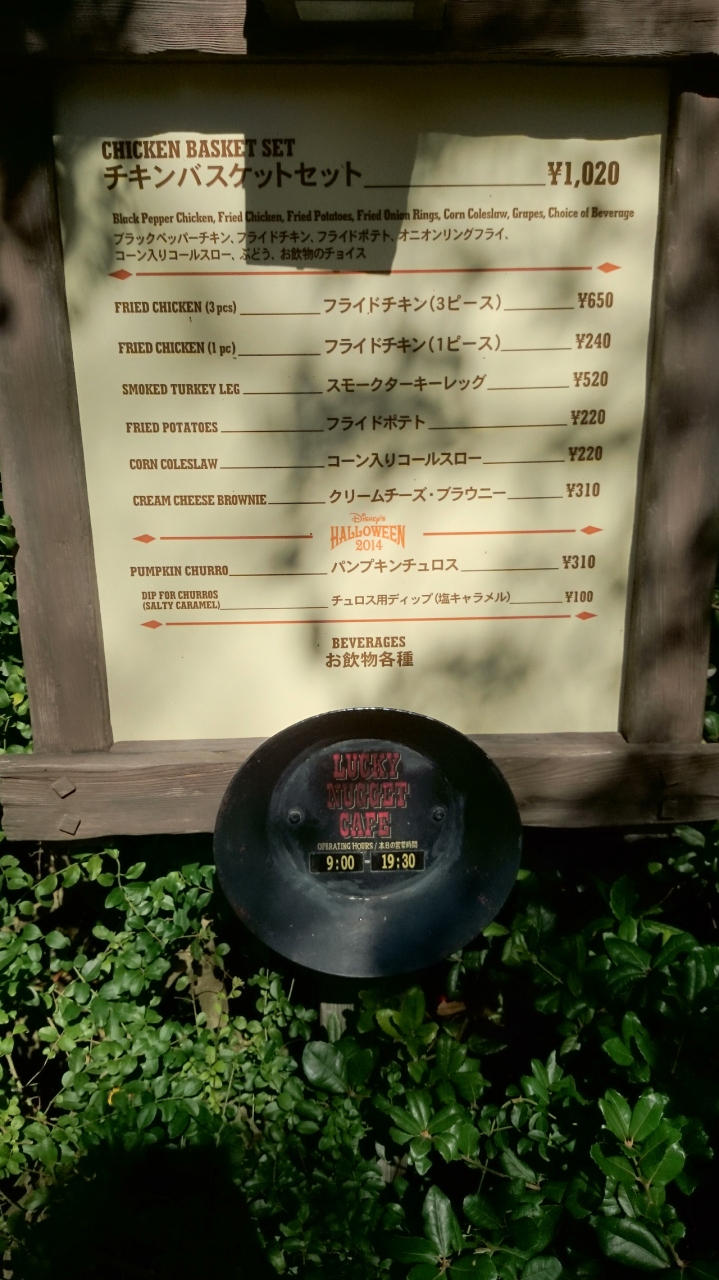 CHICKEN BASKET SET
チキンバスケットセット ¥1,020
Black Pepper Chicken, Fried Chicken, Fried Potatoes, Fried Onion Rings, Corn Coleslaw, Grapes, Choice of Beverage
ブラックペッパーチキン、フライドチキン、フライドポテト、オニオンリングフライ、
コーン入りコールスロー、ぶどう、お飲物のチョイス
FRIED CHICKEN (3 pcs) フライドチキン(3ピース) ¥650
FRIED CHICKEN (1 pc) フライドチキン(1ピース) ¥240
SMOKED TURKEY LEG スモークターキーレッグ ¥520
FRIED POTATOES フライドポテト ¥220
CORN COLESLAW コーン入りコールスロー ¥220
CREAM CHEESE BROWNIE クリームチーズ・ブラウニー ¥310
Disney's
HALLOWEEN
2014
PUMPKIN CHURRO パンプキンチュロス ¥310
DIP FOR CHURROS
(SALTY CARAMEL) チュロス用ディップ(塩キャラメル) ¥100
BEVERAGES
お飲物各種
LUCKY
NUGGET
CAFE
OPERATING HOURS / 本日の営業時間
9:00 - 19:30